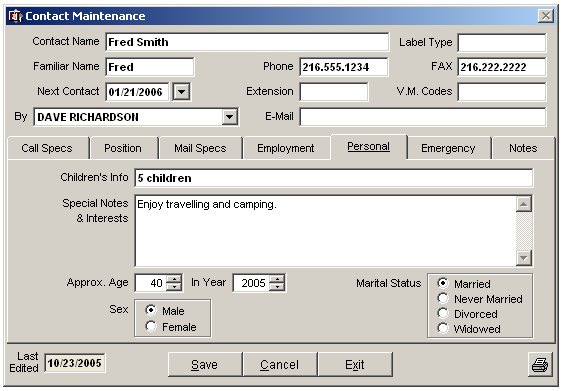 Contact Maintenance
Contact Name Fred Smith Label Type
Familiar Name Fred Phone 216.555.1234 FAX 216.222.2222
Next Contact 01/21/2006 Extension V.M. Codes
By DAVE RICHARDSON E-Mail
Call Specs Position Mail Specs Employment Personal Emergency Notes
Children's Info 5 children
Special Notes Enjoy travelling and camping.
& Interests
Approx. Age 40 In Year 2005 Marital Status Married
Never Married
Sex Male Divorced
Female Widowed
Last
Edited 10/23/2005 Save Cancel Exit